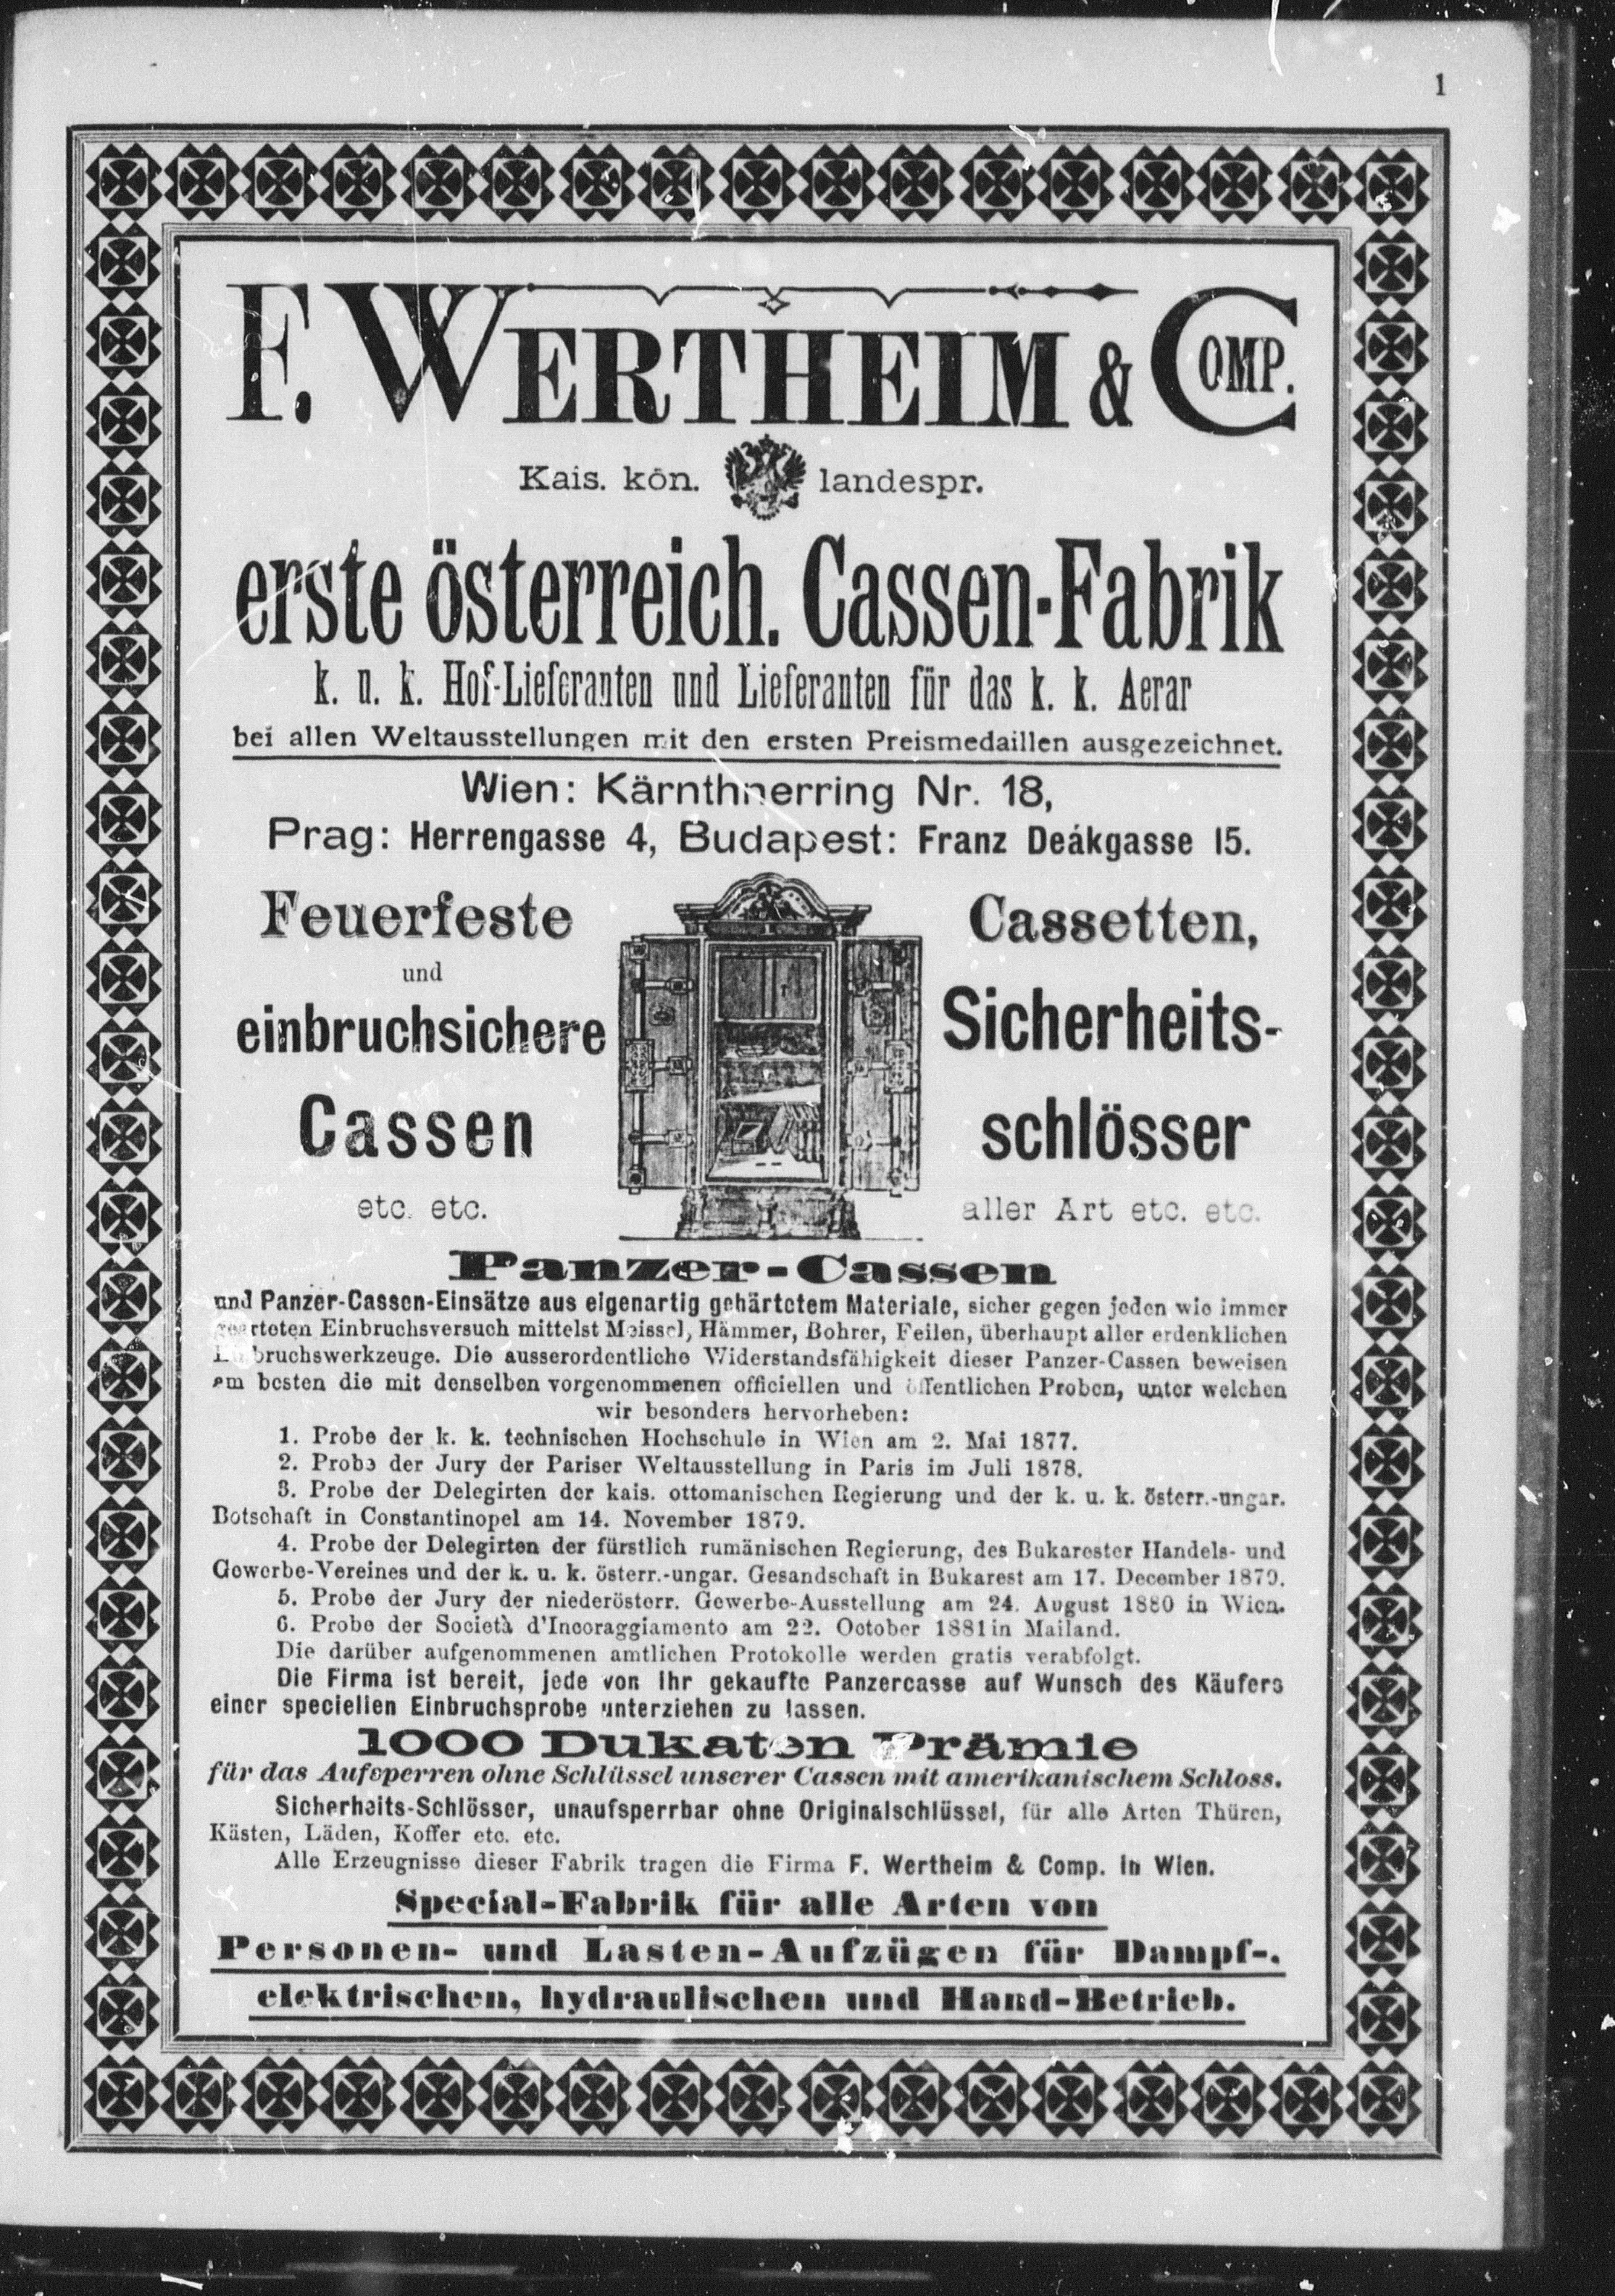 1
F. WERTHEIM & COMP.
Kais. kön. landespr.
erste österreich. Cassen-Fabrik
k. u. k. Hof-Lieferanten und Lieferanten für das k. k. Aerar
bei allen Weltausstellungen mit den ersten Preismedaillen ausgezeichnet.
Wien: Kärnthnerring Nr. 18,
Prag: Herrengasse 4, Budapest: Franz Deákgasse 15.
Feuerfeste
und
einbruchsichere
Cassen
etc. etc.
Cassetten,
Sicherheits-
schlösser
aller Art etc. etc.
Panzer-Cassen
und Panzer-Cassen-Einsätze aus eigenartig gehärtetem Materiale, sicher gegen jeden wie immer
gearteten Einbruchsversuch mittelst Meissel, Hämmer, Bohrer, Feilen, überhaupt aller erdenklichen
Einbruchswerkzeuge. Die ausserordentliche Widerstandsfähigkeit dieser Panzer-Cassen beweisen
am besten die mit denselben vorgenommenen officiellen und öffentlichen Proben, unter welchen
wir besonders hervorheben:
1. Probe der k. k. technischen Hochschule in Wien am 2. Mai 1877.
2. Probe der Jury der Pariser Weltausstellung in Paris im Juli 1878.
3. Probe der Delegirten der kais. ottomanischen Regierung und der k. u. k. österr.-ungar.
Botschaft in Constantinopel am 14. November 1879.
4. Probe der Delegirten der fürstlich rumänischen Regierung, des Bukarester Handels- und
Gewerbe-Vereines und der k. u. k. österr.-ungar. Gesandschaft in Bukarest am 17. December 1879.
5. Probe der Jury der niederösterr. Gewerbe-Ausstellung am 24. August 1880 in Wien.
6. Probe der Società d'Incoraggiamento am 22. October 1881 in Mailand.
Die darüber aufgenommenen amtlichen Protokolle werden gratis verabfolgt.
Die Firma ist bereit, jede von ihr gekaufte Panzercasse auf Wunsch des Käufers
einer speciellen Einbruchsprobe unterziehen zu lassen.
1000 Dukaten Prämie
für das Aufsperren ohne Schlüssel unserer Cassen mit amerikanischem Schloss.
Sicherheits-Schlösser, unaufsperrbar ohne Originalschlüssel, für alle Arten Thüren,
Kästen, Läden, Koffer etc. etc.
Alle Erzeugnisse dieser Fabrik tragen die Firma F. Wertheim & Comp. in Wien.
Special-Fabrik für alle Arten von
Personen- und Lasten-Aufzügen für Dampf-,
elektrischen, hydraulischen und Hand-Betrieb.